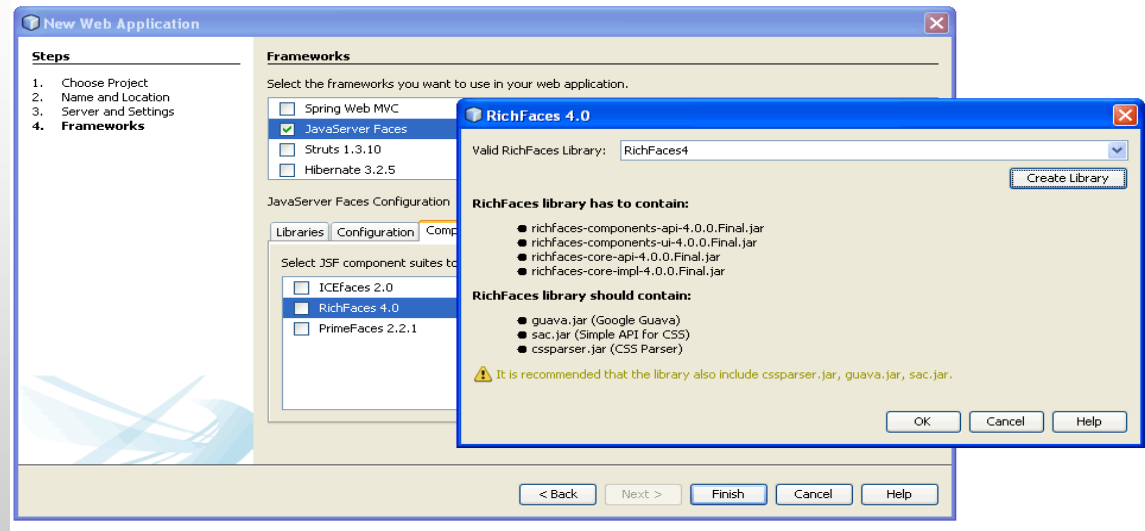 New Web Application
Steps
1. Choose Project
2. Name and Location
3. Server and Settings
4. Frameworks
Frameworks
Select the frameworks you want to use in your web application.
Spring Web MVC
JavaServer Faces
Struts 1.3.10
Hibernate 3.2.5
JavaServer Faces Configuration
Libraries Configuration Comp
Select JSF component suites to
ICEfaces 2.0
RichFaces 4.0
PrimeFaces 2.2.1
< Back Next > Finish Cancel Help
RichFaces 4.0
Valid RichFaces Library: RichFaces4
Create Library
RichFaces library has to contain:
richfaces-components-api-4.0.0.Final.jar
richfaces-components-ui-4.0.0.Final.jar
richfaces-core-api-4.0.0.Final.jar
richfaces-core-impl-4.0.0.Final.jar
RichFaces library should contain:
guava.jar (Google Guava)
sac.jar (Simple API for CSS)
cssparser.jar (CSS Parser)
It is recommended that the library also include cssparser.jar, guava.jar, sac.jar.
OK Cancel Help